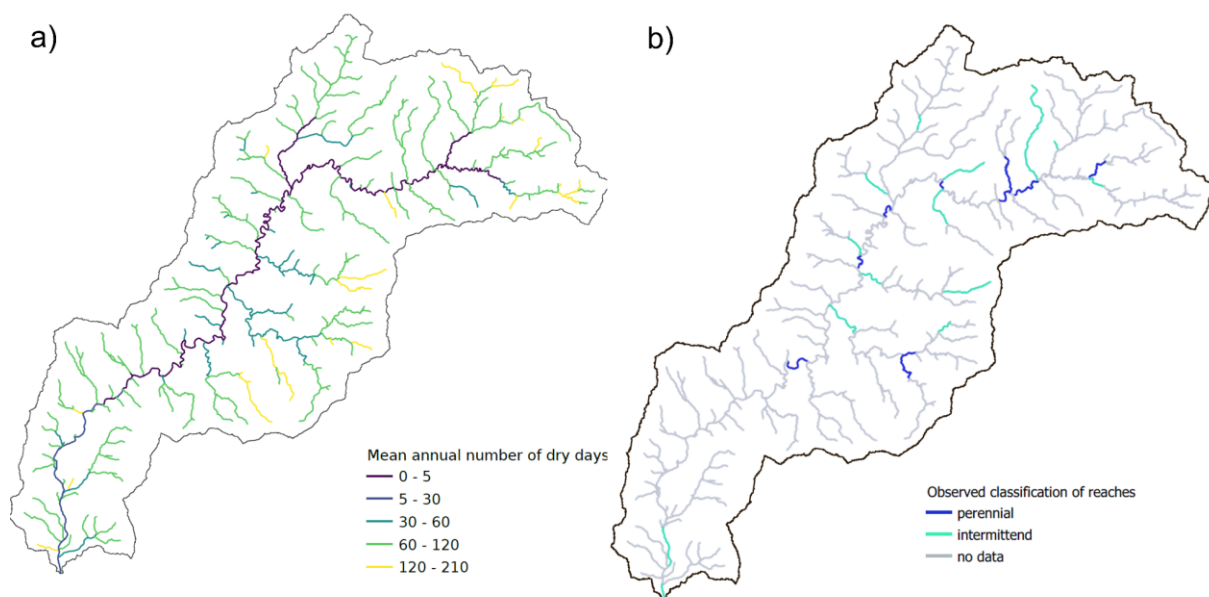 a)
b)
Mean annual number of dry days
0 - 5
5 - 30
30 - 60
60 - 120
120 - 210
Observed classification of reaches
perennial
intermittend
no data